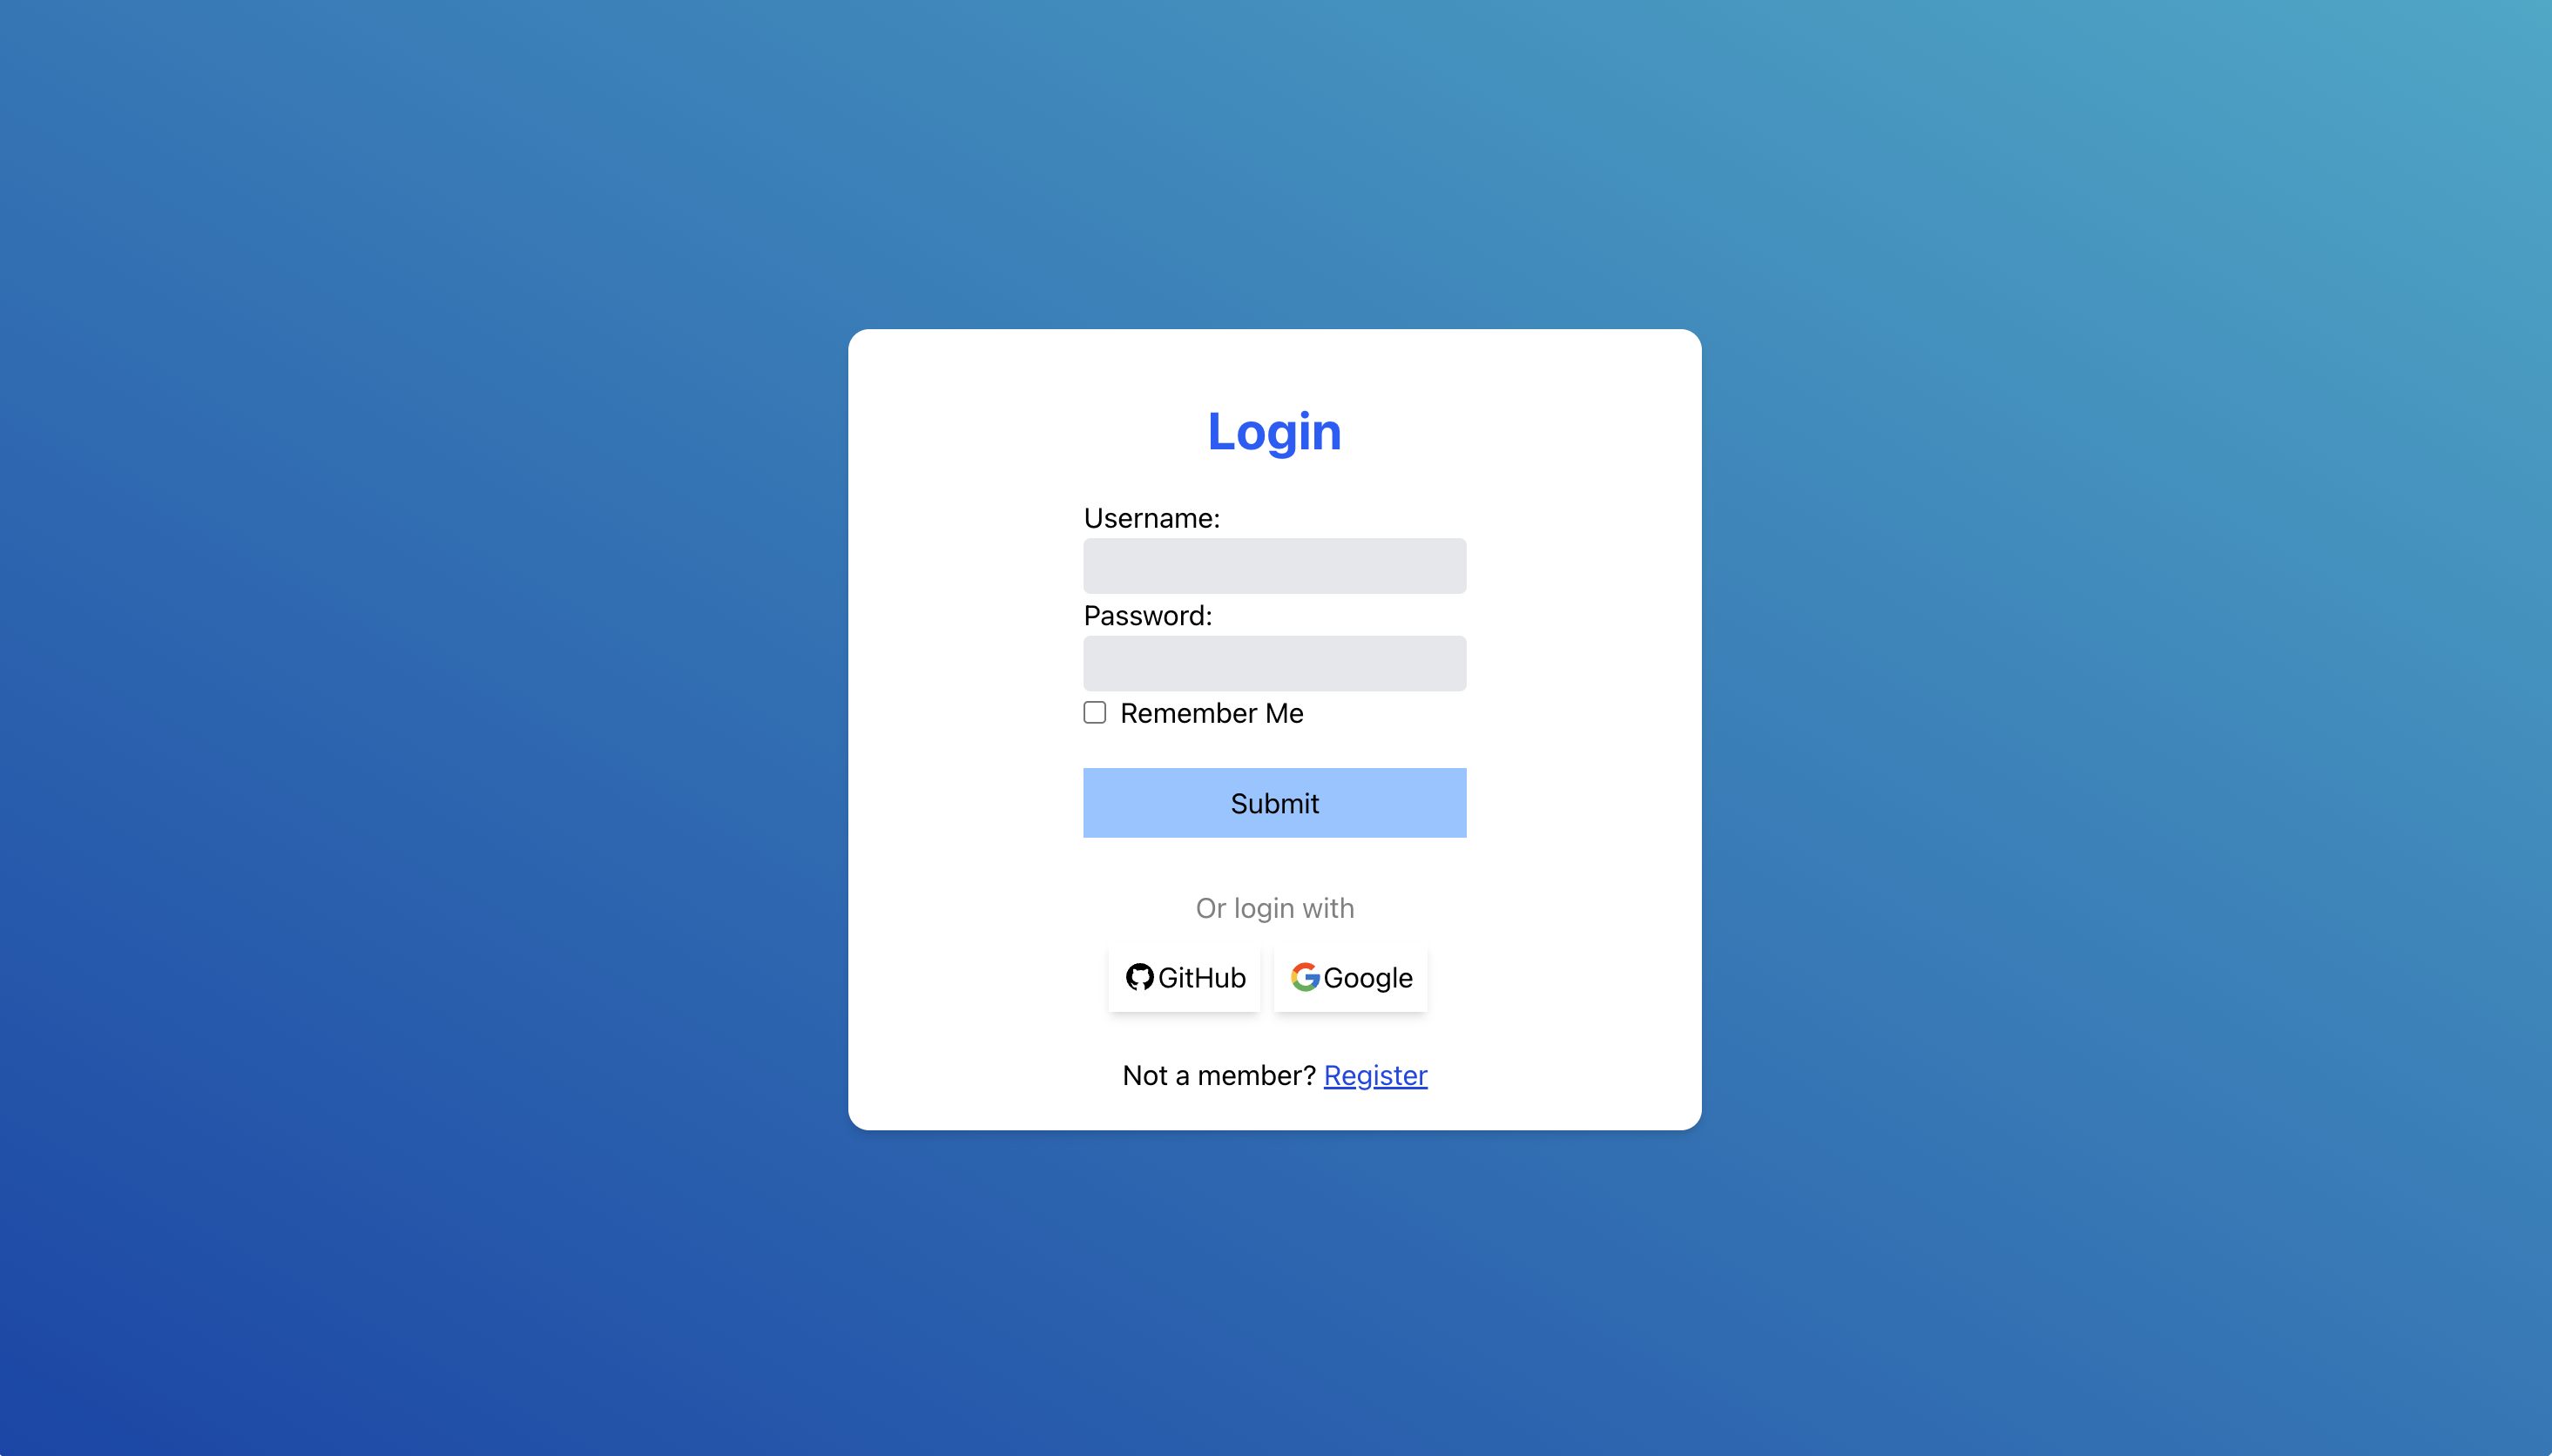 Login
Username:
Password:
Remember Me
Submit
Or login with
GitHub Google
Not a member? Register